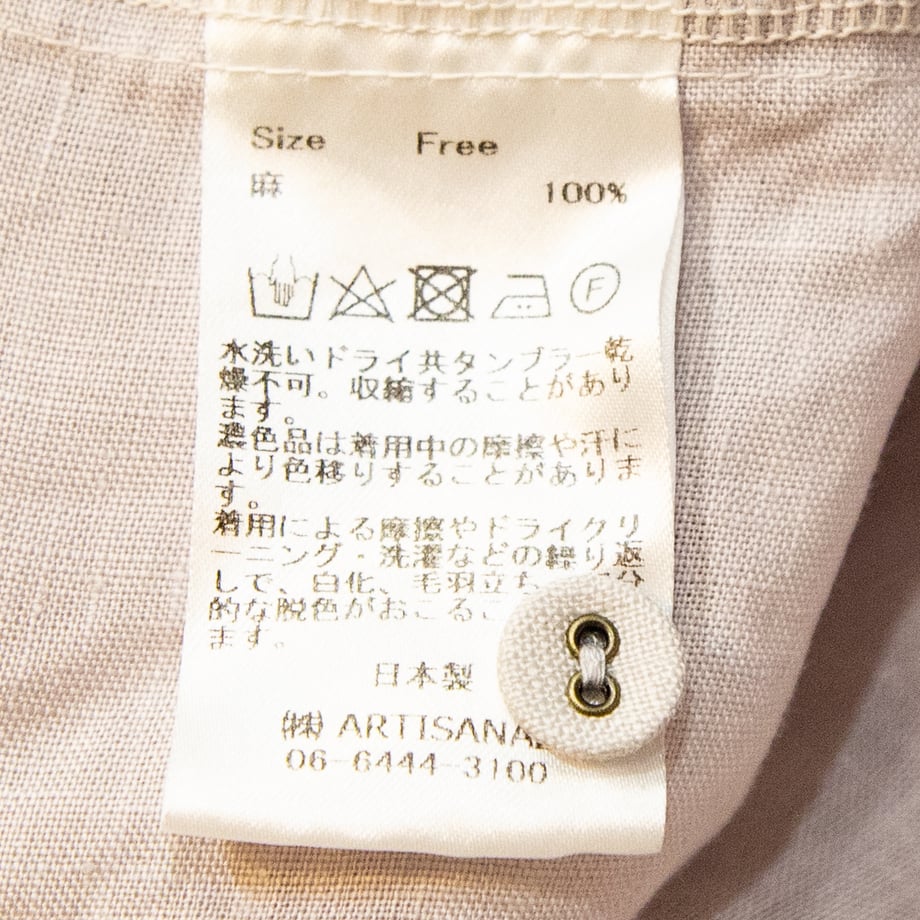 Size Free
麻 100%
F
水洗いドライ共タンブラー乾
燥不可。収縮することがあり
ます。
濃色品は着用中の摩擦や汗に
より色移りすることがありま
す。
着用による摩擦やドライクリ
ーニング・洗濯などの繰り返
しで、白化、毛羽立ち、
的な脱色がおこるこ
ます。
日本製
㈱ ARTISANA
06-6444-3100